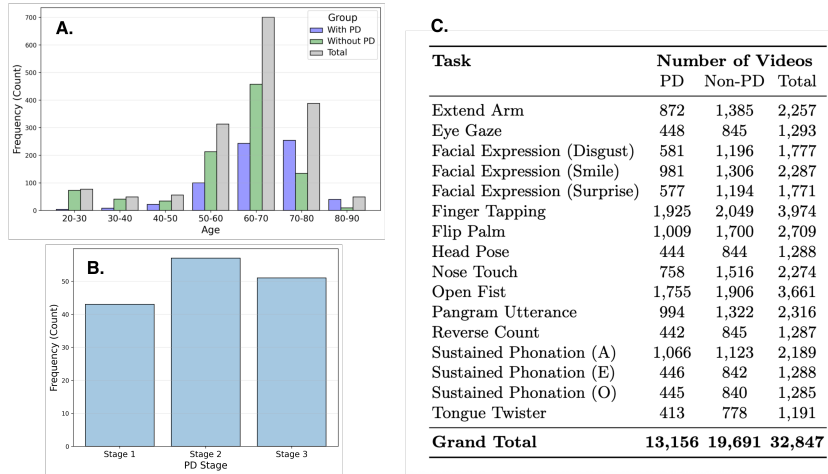 A.
Group
With PD
Without PD
Total
Frequency (Count)
700
600
500
400
300
200
100
0
20-30 30-40 40-50 50-60 60-70 70-80 80-90
Age
B.
Frequency (Count)
50
40
30
20
10
0
Stage 1 Stage 2 Stage 3
PD Stage
C.
Task Number of Videos
PD Non-PD Total
Extend Arm 872 1,385 2,257
Eye Gaze 448 845 1,293
Facial Expression (Disgust) 581 1,196 1,777
Facial Expression (Smile) 981 1,306 2,287
Facial Expression (Surprise) 577 1,194 1,771
Finger Tapping 1,925 2,049 3,974
Flip Palm 1,009 1,700 2,709
Head Pose 444 844 1,288
Nose Touch 758 1,516 2,274
Open Fist 1,755 1,906 3,661
Pangram Utterance 994 1,322 2,316
Reverse Count 442 845 1,287
Sustained Phonation (A) 1,066 1,123 2,189
Sustained Phonation (E) 446 842 1,288
Sustained Phonation (O) 445 840 1,285
Tongue Twister 413 778 1,191
Grand Total 13,156 19,691 32,847